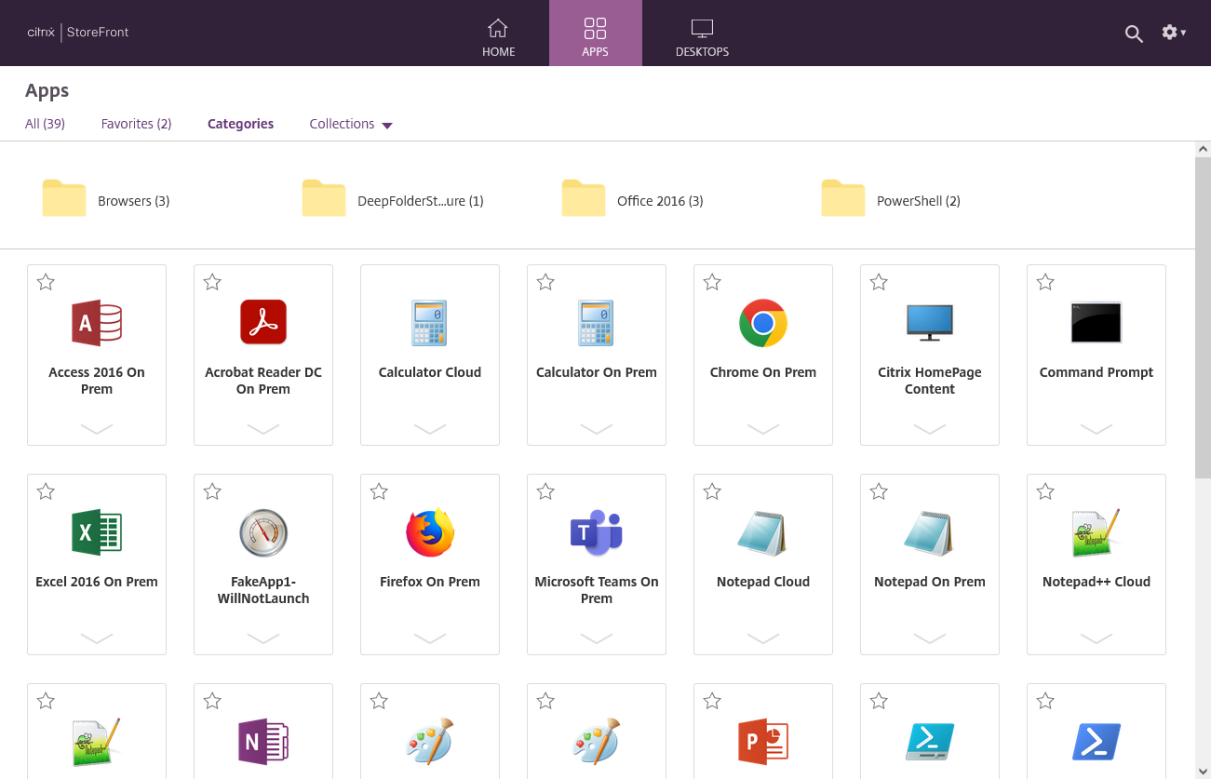 citrix | StoreFront
HOME
APPS
DESKTOPS
Apps
All (39)
Favorites (2)
Categories
Collections
Browsers (3)
DeepFolderSt...ure (1)
Office 2016 (3)
PowerShell (2)
Access 2016 On
Prem
Acrobat Reader DC
On Prem
Calculator Cloud
Calculator On Prem
Chrome On Prem
Citrix HomePage
Content
Command Prompt
Excel 2016 On Prem
FakeApp1-
WillNotLaunch
Firefox On Prem
Microsoft Teams On
Prem
Notepad Cloud
Notepad On Prem
Notepad++ Cloud